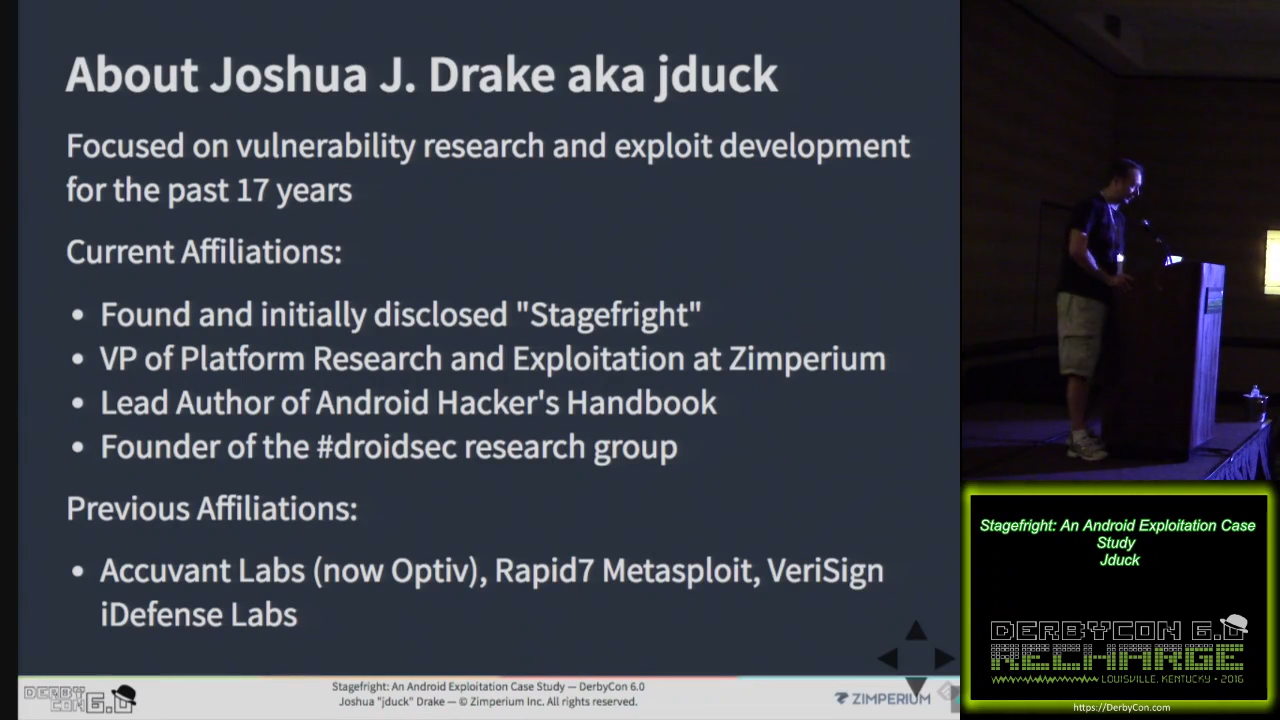 About Joshua J. Drake aka jduck
Focused on vulnerability research and exploit development
for the past 17 years
Current Affiliations:
• Found and initially disclosed "Stagefright"
• VP of Platform Research and Exploitation at Zimperium
• Lead Author of Android Hacker's Handbook
• Founder of the #droidsec research group
Previous Affiliations:
• Accuvant Labs (now Optiv), Rapid7 Metasploit, VeriSign
iDefense Labs
DERBY
CON 6.0
Stagefright: An Android Exploitation Case Study — DerbyCon 6.0
Joshua "jduck" Drake — © Zimperium Inc. All rights reserved.
ZIMPERIUM
Stagefright: An Android Exploitation Case
Study
Jduck
DERBYCON 6.0
RECHARGE
LOUISVILLE, KENTUCKY • 2016
https://DerbyCon.com